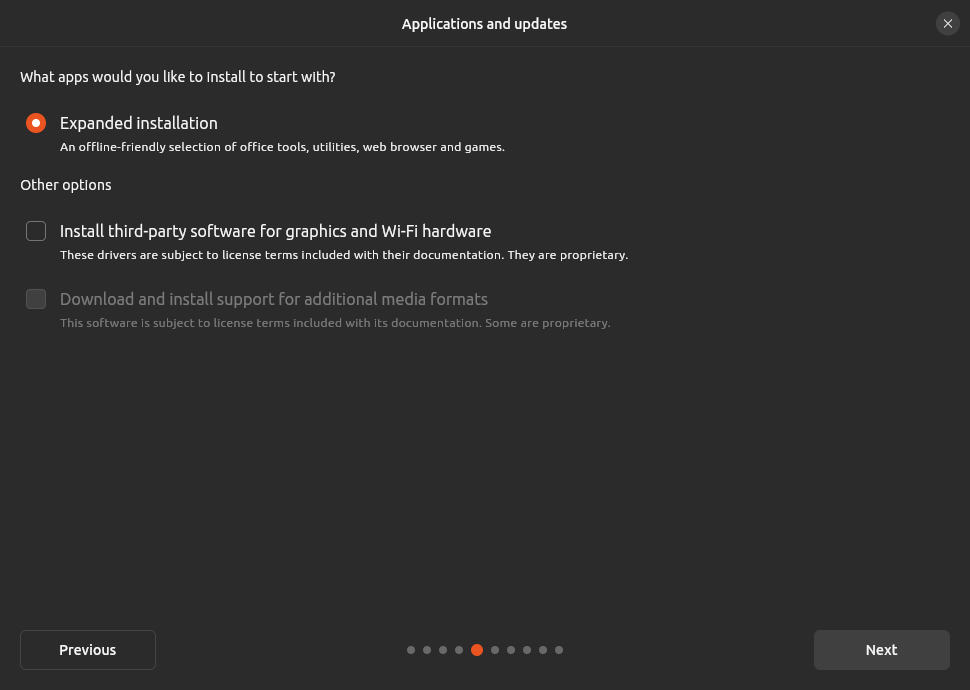 Applications and updates
What apps would you like to install to start with?
Expanded installation
An offline-friendly selection of office tools, utilities, web browser and games.
Other options
Install third-party software for graphics and Wi-Fi hardware
These drivers are subject to license terms included with their documentation. They are proprietary.
Download and install support for additional media formats
This software is subject to license terms included with its documentation. Some are proprietary.
Previous
Next